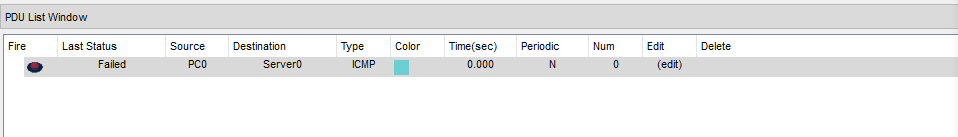 PDU List Window
Fire Last Status Source Destination Type Color Time(sec) Periodic Num Edit Delete
Failed PC0 Server0 ICMP 0.000 N 0 (edit)